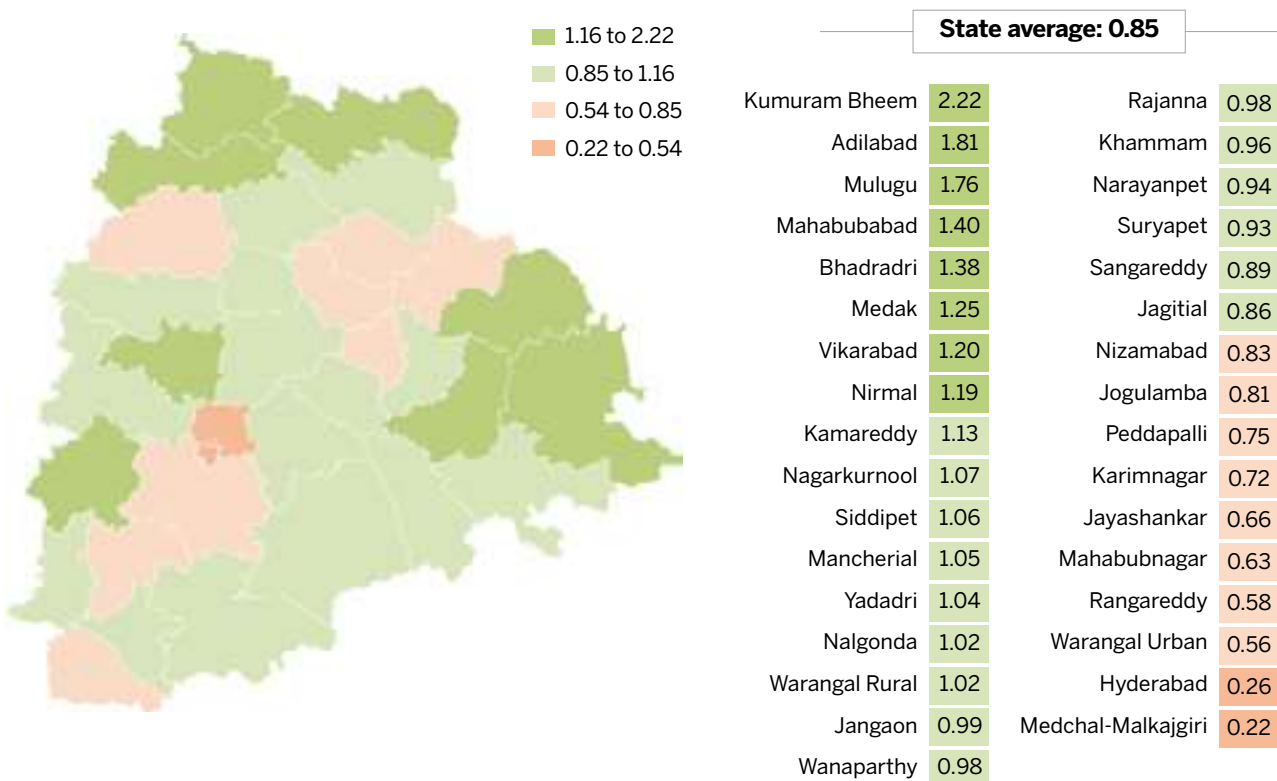 1.16 to 2.22
0.85 to 1.16
0.54 to 0.85
0.22 to 0.54
State average: 0.85
Kumuram Bheem 2.22
Adilabad 1.81
Mulugu 1.76
Mahabubabad 1.40
Bhadradri 1.38
Medak 1.25
Vikarabad 1.20
Nirmal 1.19
Kamareddy 1.13
Nagarkurnool 1.07
Siddipet 1.06
Mancherial 1.05
Yadadri 1.04
Nalgonda 1.02
Warangal Rural 1.02
Jangaon 0.99
Wanaparthy 0.98
Rajanna 0.98
Khammam 0.96
Narayanpet 0.94
Suryapet 0.93
Sangareddy 0.89
Jagitial 0.86
Nizamabad 0.83
Jogulamba 0.81
Peddapalli 0.75
Karimnagar 0.72
Jayashankar 0.66
Mahabubnagar 0.63
Rangareddy 0.58
Warangal Urban 0.56
Hyderabad 0.26
Medchal-Malkajgiri 0.22